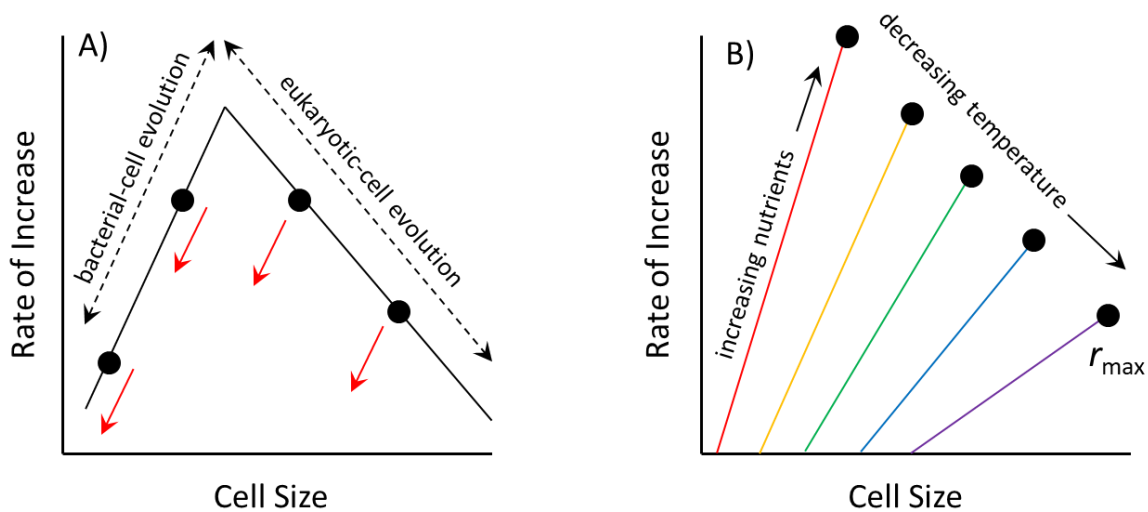 A)
bacterial-cell evolution
eukaryotic-cell evolution
Rate of Increase
Cell Size
B)
increasing nutrients
decreasing temperature
r max
Rate of Increase
Cell Size